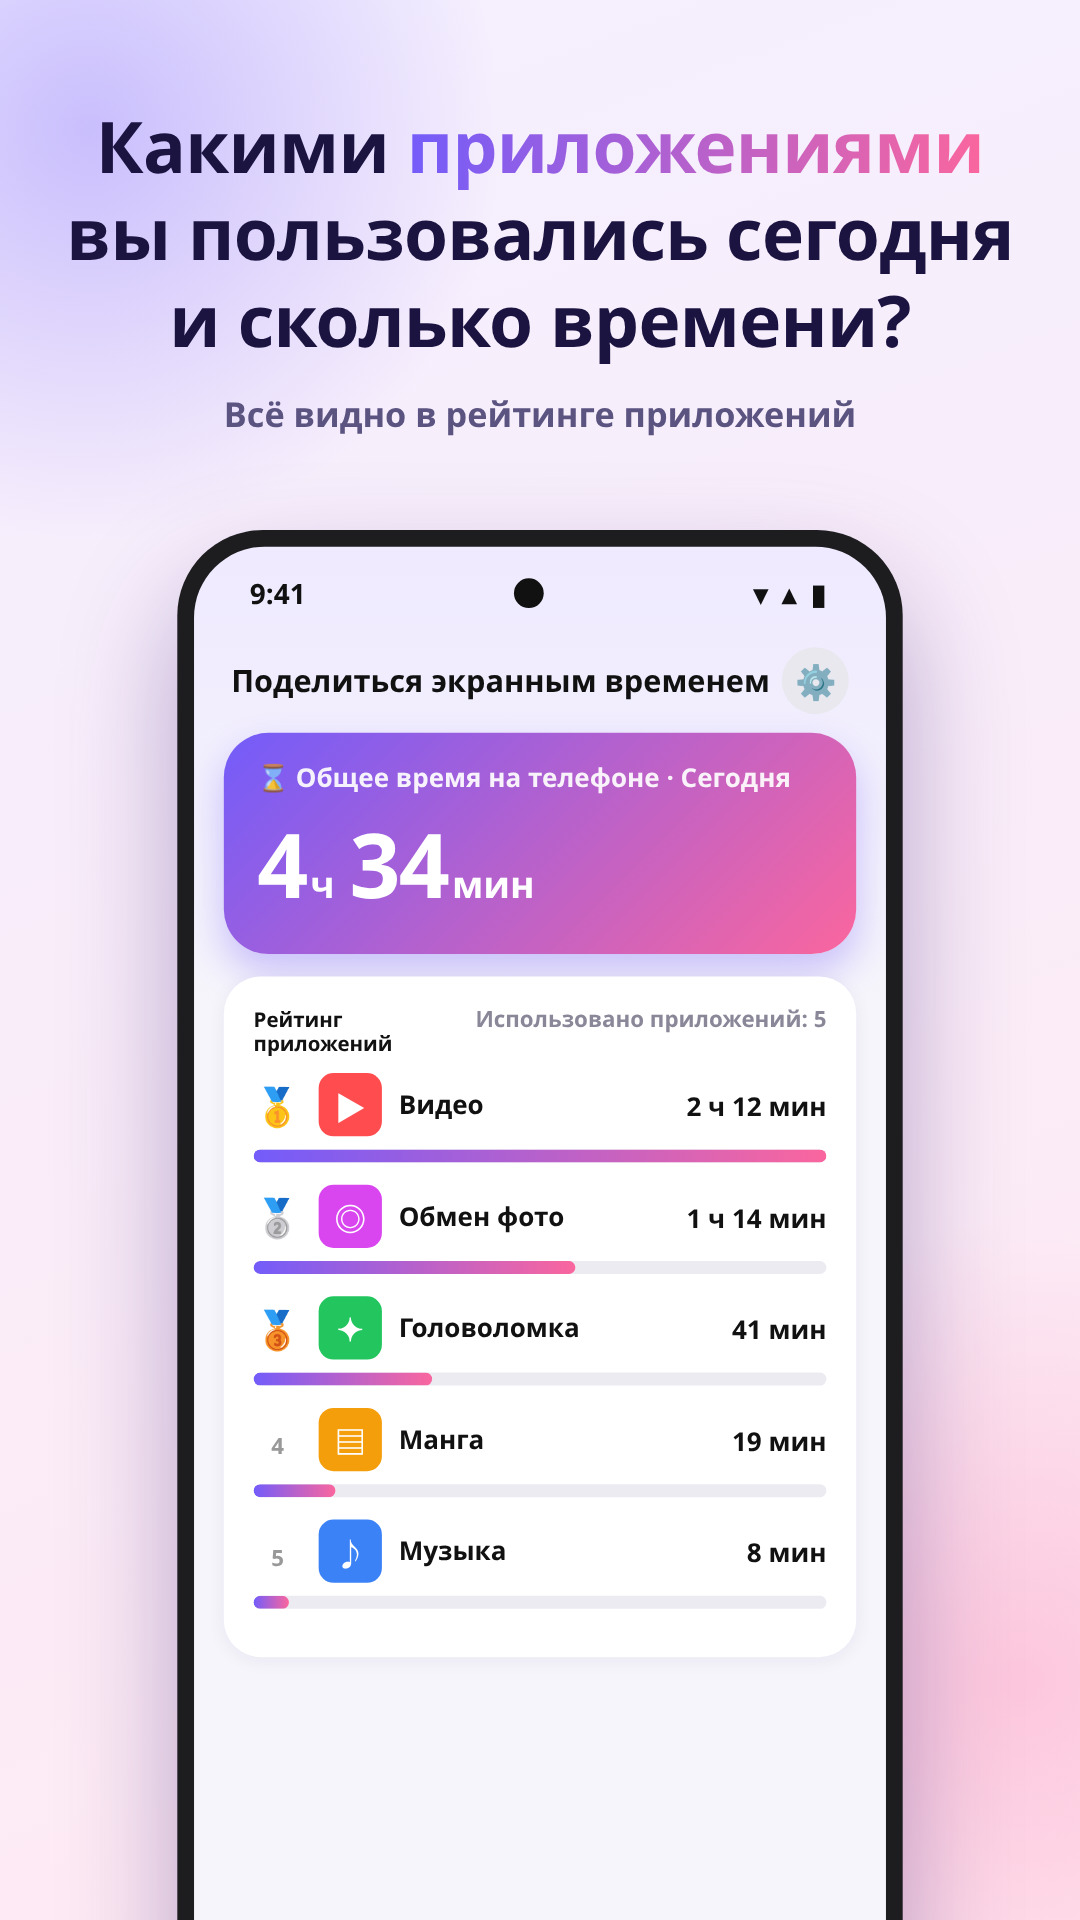 Какими приложениями
вы пользовались сегодня
и сколько времени?
Всё видно в рейтинге приложений
9:41
Поделиться экранным временем
⌛ Общее время на телефоне · Сегодня
4ч 34мин
Рейтинг приложений
Использовано приложений: 5
Видео 2 ч 12 мин
Обмен фото 1 ч 14 мин
Головоломка 41 мин
4 Манга 19 мин
5 Музыка 8 мин